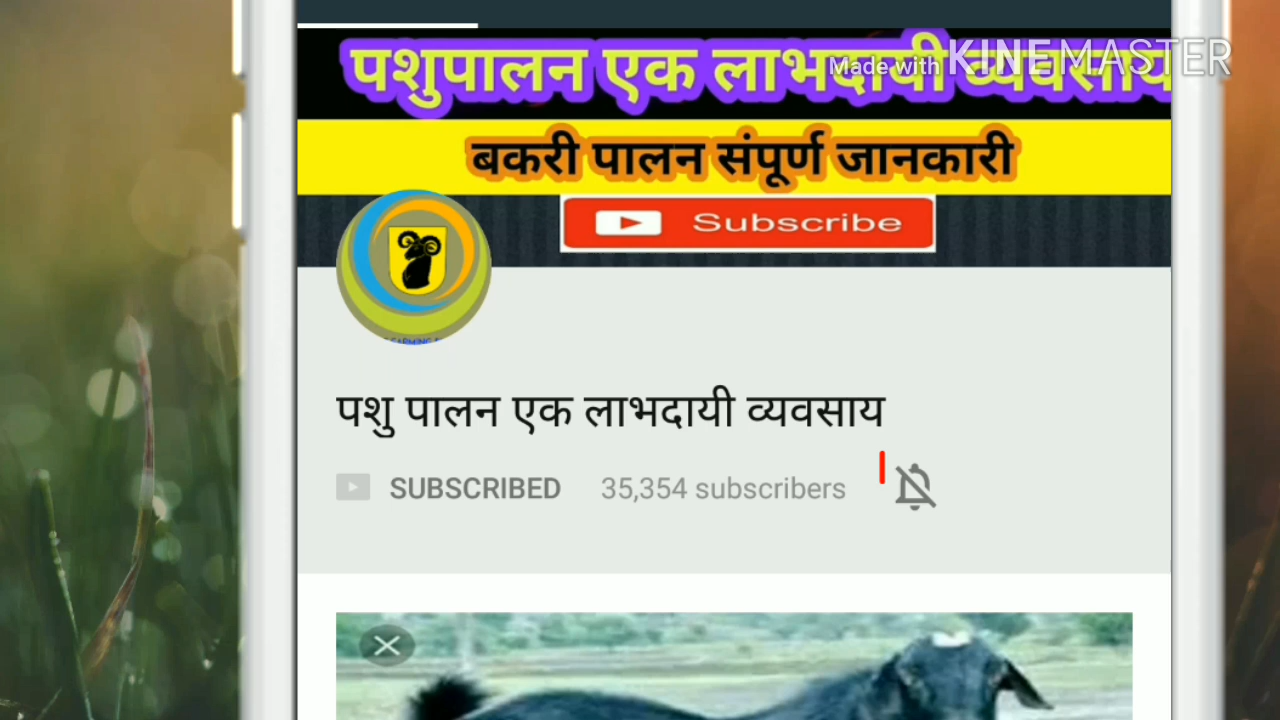 पशुपालन एक लाभदायी व्यवसाय
Made with KINEMASTER
बकरी पालन संपूर्ण जानकारी
Subscribe
पशु पालन एक लाभदायी व्यवसाय
SUBSCRIBED 35,354 subscribers